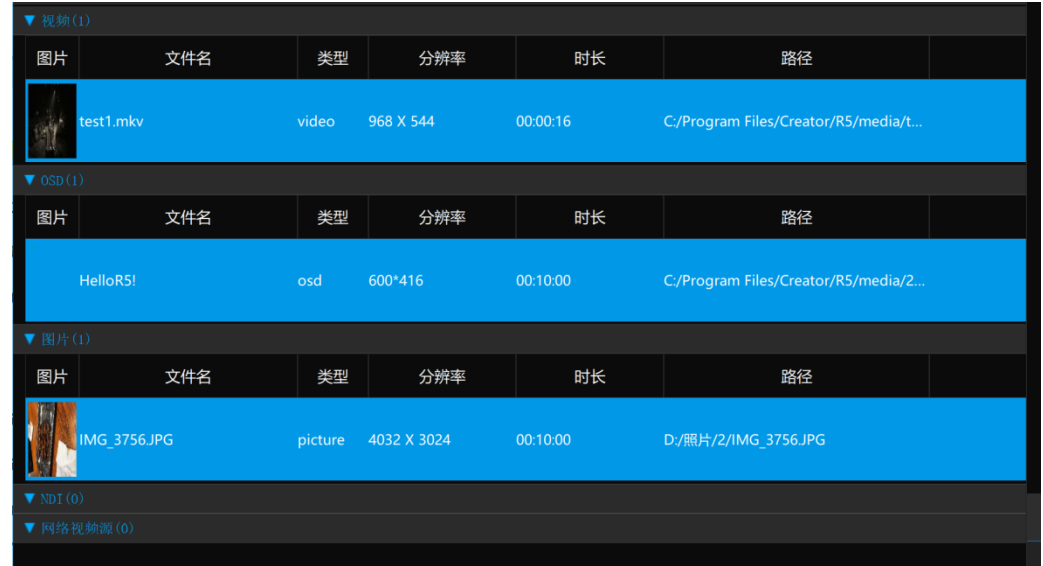 ▼ 视频(1)
图片 文件名 类型 分辨率 时长 路径
test1.mkv video 968 X 544 00:00:16 C:/Program Files/Creator/R5/media/t...
▼ OSD(1)
图片 文件名 类型 分辨率 时长 路径
HelloR5! osd 600*416 00:10:00 C:/Program Files/Creator/R5/media/2...
▼ 图片(1)
图片 文件名 类型 分辨率 时长 路径
IMG_3756.JPG picture 4032 X 3024 00:10:00 D:/照片/2/IMG_3756.JPG
▼ NDI(0)
▼ 网络视频源(0)